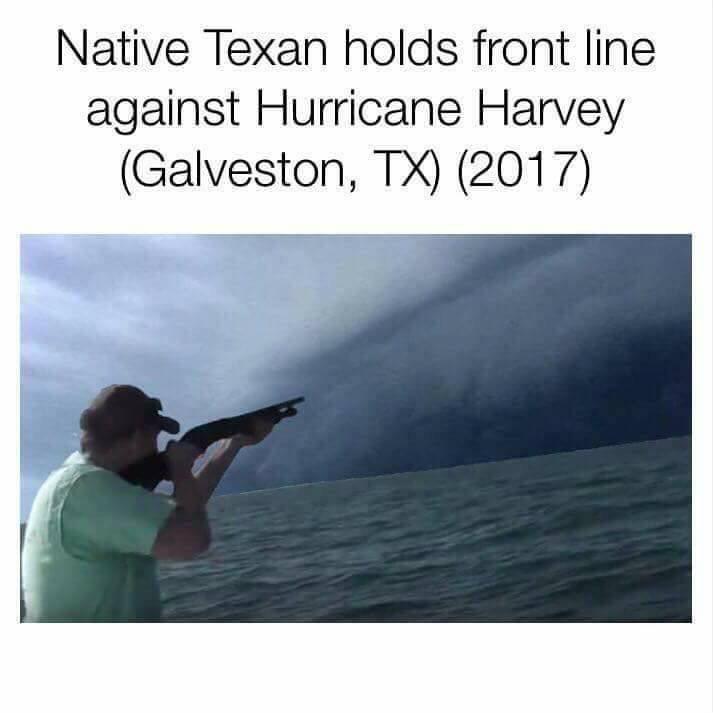 Native Texan holds front line
against Hurricane Harvey
(Galveston, TX) (2017)